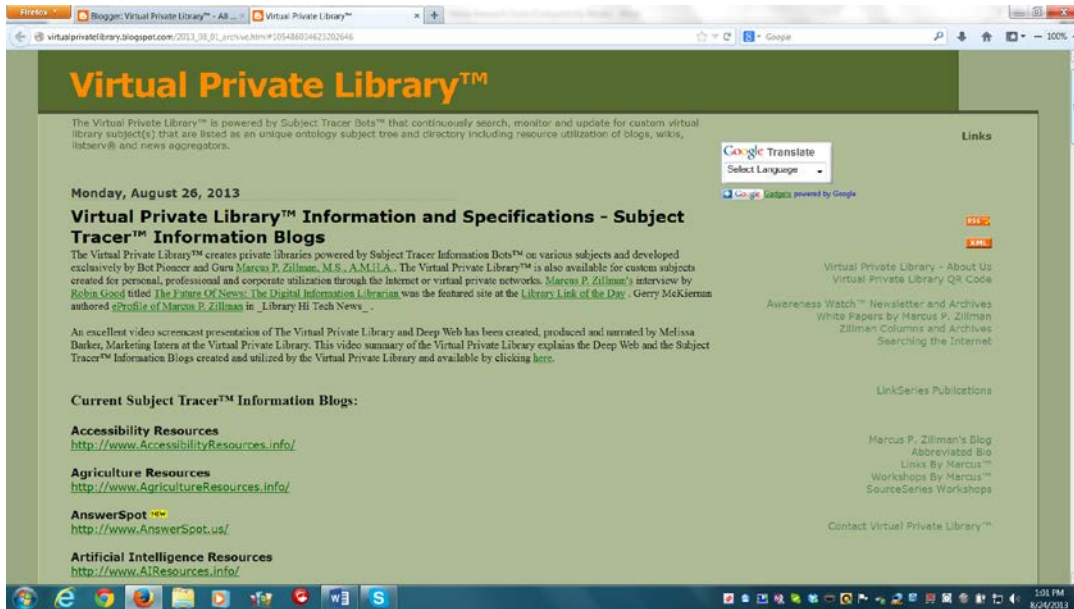 Firefox
Blogger: Virtual Private Library™ - All ...
Virtual Private Library™
virtualprivatelibrary.blogspot.com/2013_08_01_archive.html#105486034623202646
Google
100%
Virtual Private Library™
The Virtual Private Library™ is powered by Subject Tracer Bots™ that continuously search, monitor and update for custom virtual
library subject(s) that are listed as an unique ontology subject tree and directory including resource utilization of blogs, wikis,
listserv® and news aggregators.
Monday, August 26, 2013
Virtual Private Library™ Information and Specifications - Subject
Tracer™ Information Blogs
The Virtual Private Library™ creates private libraries powered by Subject Tracer Information Bots™ on various subjects and developed
exclusively by Bot Pioneer and Guru Marcus P. Zillman, M.S., A.M.H.A.. The Virtual Private Library™ is also available for custom subjects
created for personal, professional and corporate utilization through the Internet or virtual private networks. Marcus P. Zillman's interview by
Robin Good titled The Future Of News: The Digital Information Librarian was the featured site at the Library Link of the Day . Gerry McKiernan
authored eProfile of Marcus P. Zillman in _Library Hi Tech News_ .
An excellent video screencast presentation of The Virtual Private Library and Deep Web has been created, produced and narrated by Melissa
Barker, Marketing Intern at the Virtual Private Library. This video summary of the Virtual Private Library explains the Deep Web and the Subject
Tracer™ Information Blogs created and utilized by the Virtual Private Library and available by clicking here.
Current Subject Tracer™ Information Blogs:
Accessibility Resources
http://www.AccessibilityResources.info/
Agriculture Resources
http://www.AgricultureResources.info/
AnswerSpot NEW
http://www.AnswerSpot.us/
Artificial Intelligence Resources
http://www.AIResources.info/
Google Translate
Select Language
Google Gadgets powered by Google
Links
RSS
XML
Virtual Private Library - About Us
Virtual Private Library QR Code
Awareness Watch™ Newsletter and Archives
White Papers by Marcus P. Zillman
Zillman Columns and Archives
Searching the Internet
LinkSeries Publications
Marcus P. Zillman's Blog
Abbreviated Bio
Links By Marcus™
Workshops By Marcus™
SourceSeries Workshops
Contact Virtual Private Library™
1:01 PM
8/24/2013